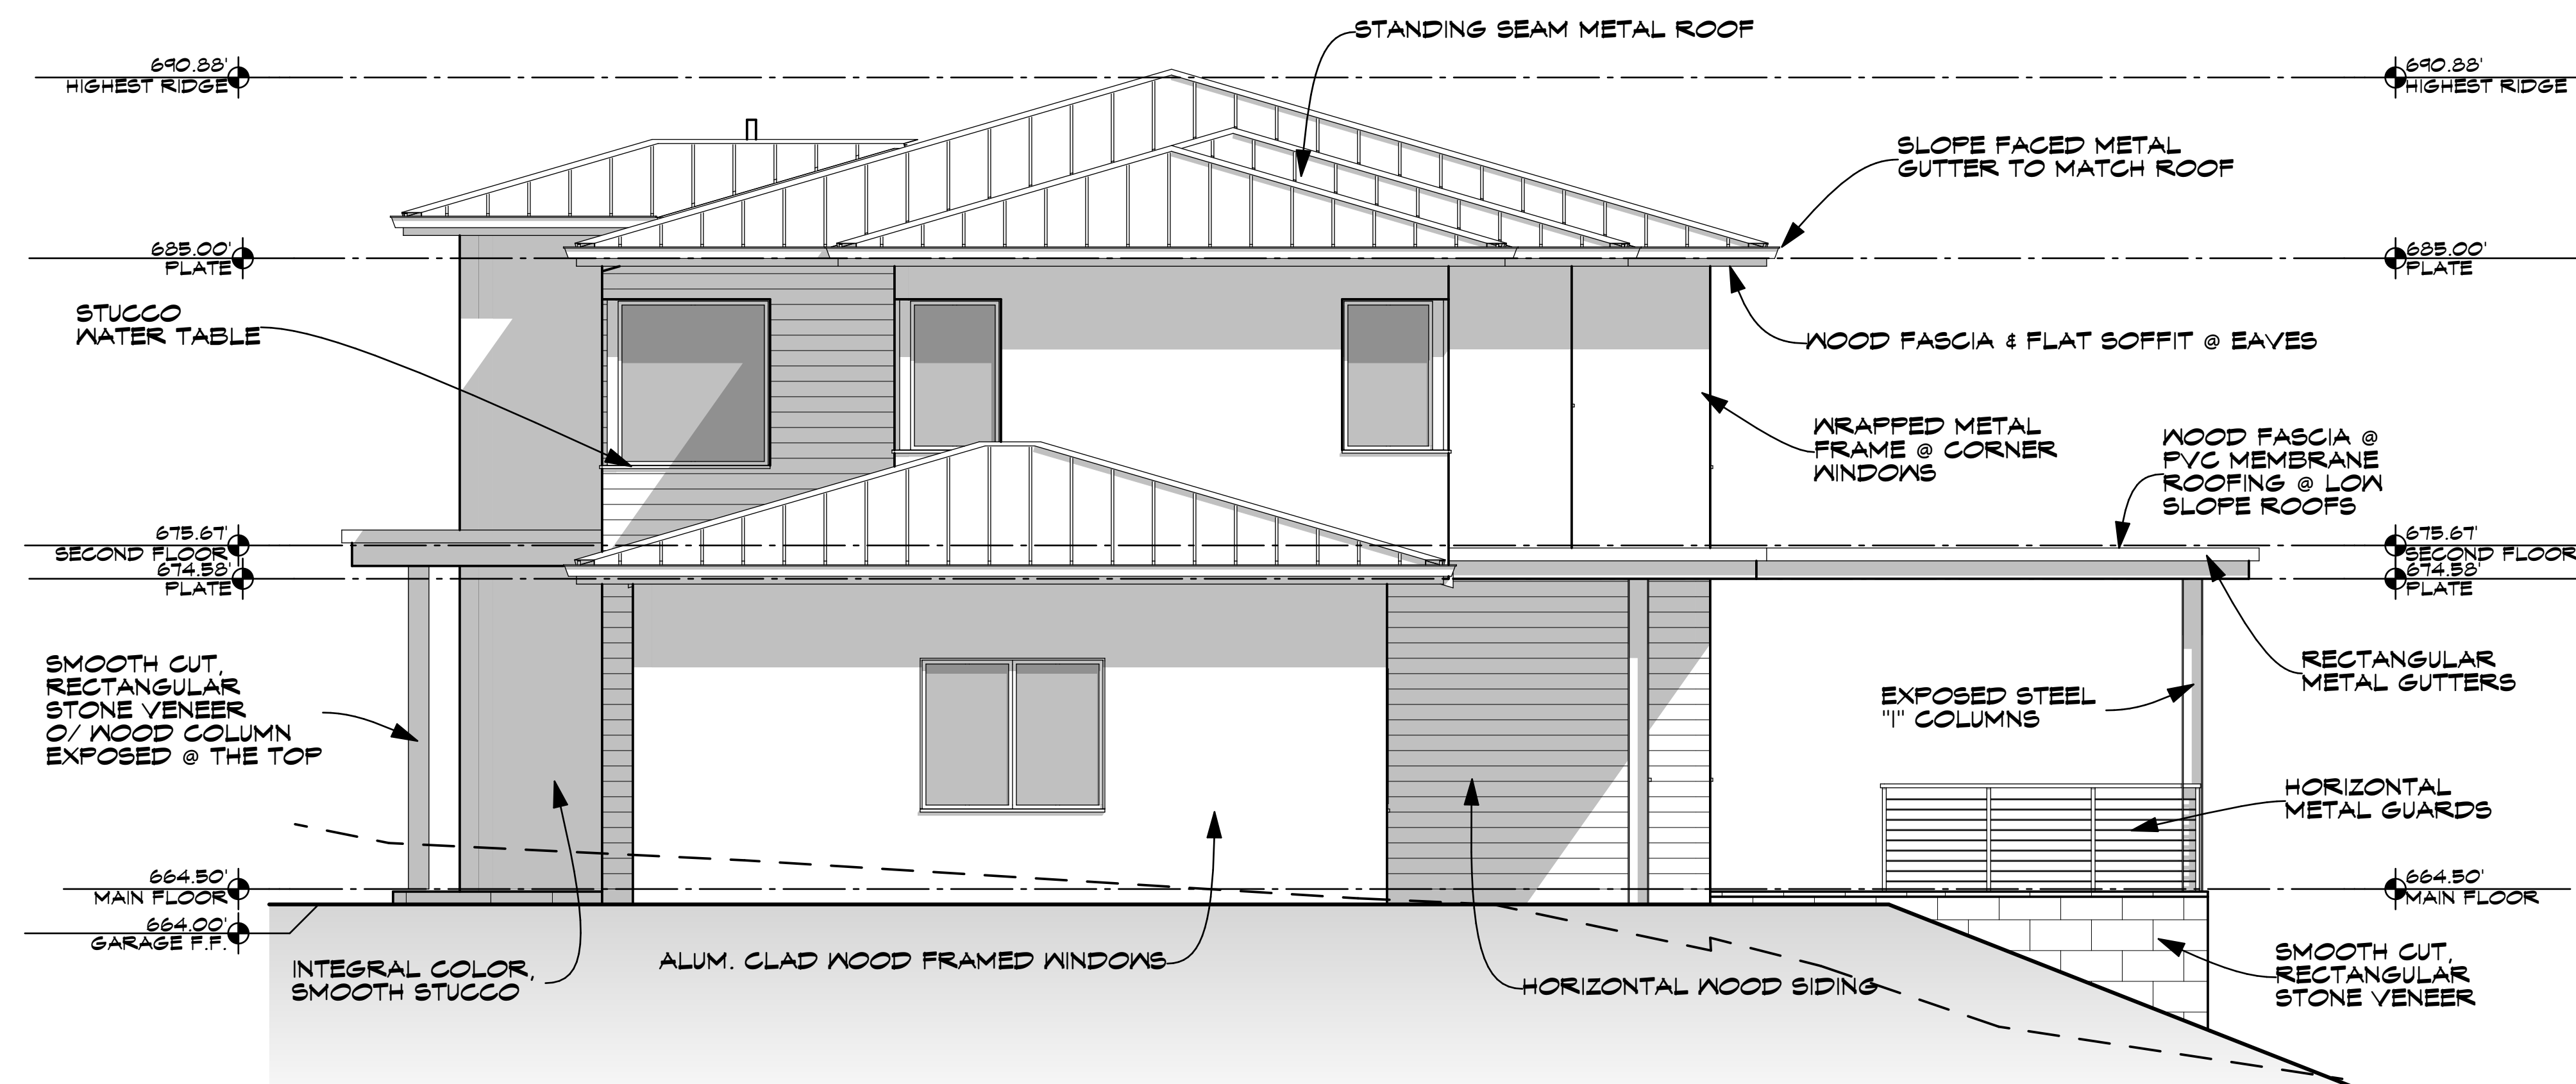 STANDING SEAM METAL ROOF
690.88'
HIGHEST RIDGE
690.88'
HIGHEST RIDGE
SLOPE FACED METAL
GUTTER TO MATCH ROOF
685.00'
PLATE
685.00'
PLATE
STUCCO
WATER TABLE
WOOD FASCIA & FLAT SOFFIT @ EAVES
WRAPPED METAL
FRAME @ CORNER
WINDOWS
WOOD FASCIA @
PVC MEMBRANE
ROOFING @ LOW
SLOPE ROOFS
675.67'
SECOND FLOOR
674.58'
PLATE
675.67'
SECOND FLOOR
674.58'
PLATE
SMOOTH CUT,
RECTANGULAR
STONE VENEER
O/ WOOD COLUMN
EXPOSED @ THE TOP
RECTANGULAR
METAL GUTTERS
EXPOSED STEEL
"I" COLUMNS
HORIZONTAL
METAL GUARDS
664.50'
MAIN FLOOR
664.00'
GARAGE F.F.
664.50'
MAIN FLOOR
INTEGRAL COLOR,
SMOOTH STUCCO
ALUM. CLAD WOOD FRAMED WINDOWS
HORIZONTAL WOOD SIDING
SMOOTH CUT,
RECTANGULAR
STONE VENEER